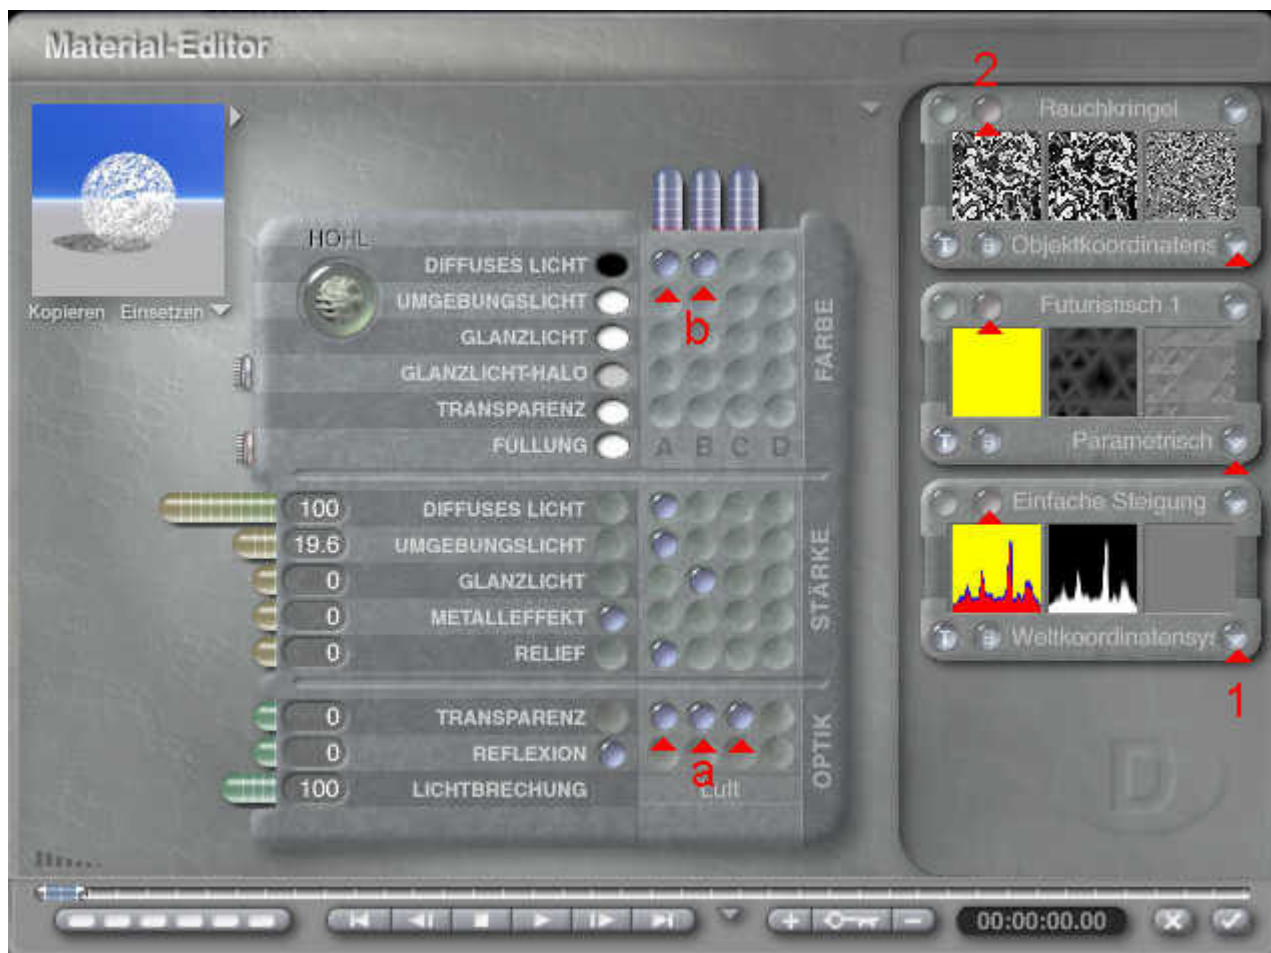 Material-Editor
2
Rauchkringel
HOHL
DIFFUSES LICHT
T B Objektkoordinatens
Kopieren Einsetzen
UMGEBUNGSLICHT
b
Futuristisch 1
GLANZLICHT
FARBE
GLANZLICHT-HALO
TRANSPARENZ
FÜLLUNG
A B C D
T B Parametrisch
100 DIFFUSES LICHT
Einfache Steigung
19.6 UMGEBUNGSLICHT
0 GLANZLICHT
STÄRKE
0 METALLEFFEKT
T B Weltkoordinatensys
0 RELIEF
1
0 TRANSPARENZ
OPTIK
0 REFLEXION
a
100 LICHTBRECHUNG
Luft
D
00:00:00.00